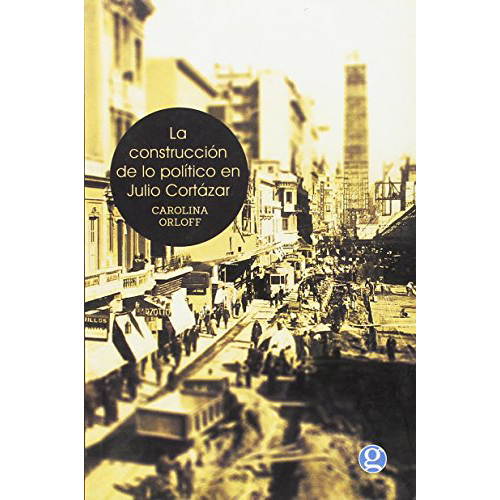 La
construcción
de lo político en
Julio Cortázar
CAROLINA
ORLOFF
g